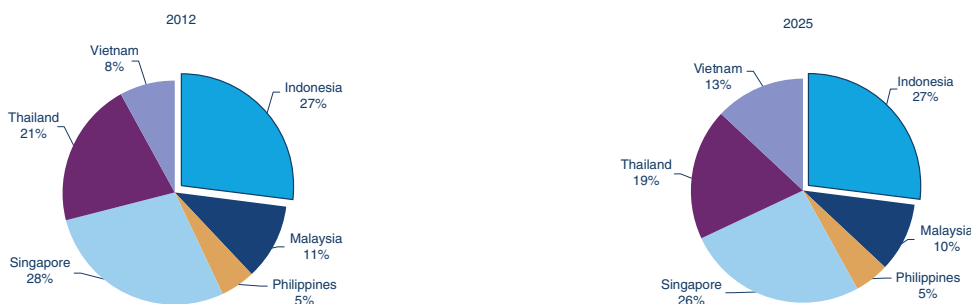 2012
Vietnam
8%
Indonesia
27%
Thailand
21%
Malaysia
11%
Singapore
28%
Philippines
5%
2025
Vietnam
13%
Indonesia
27%
Thailand
19%
Malaysia
10%
Philippines
5%
Singapore
26%